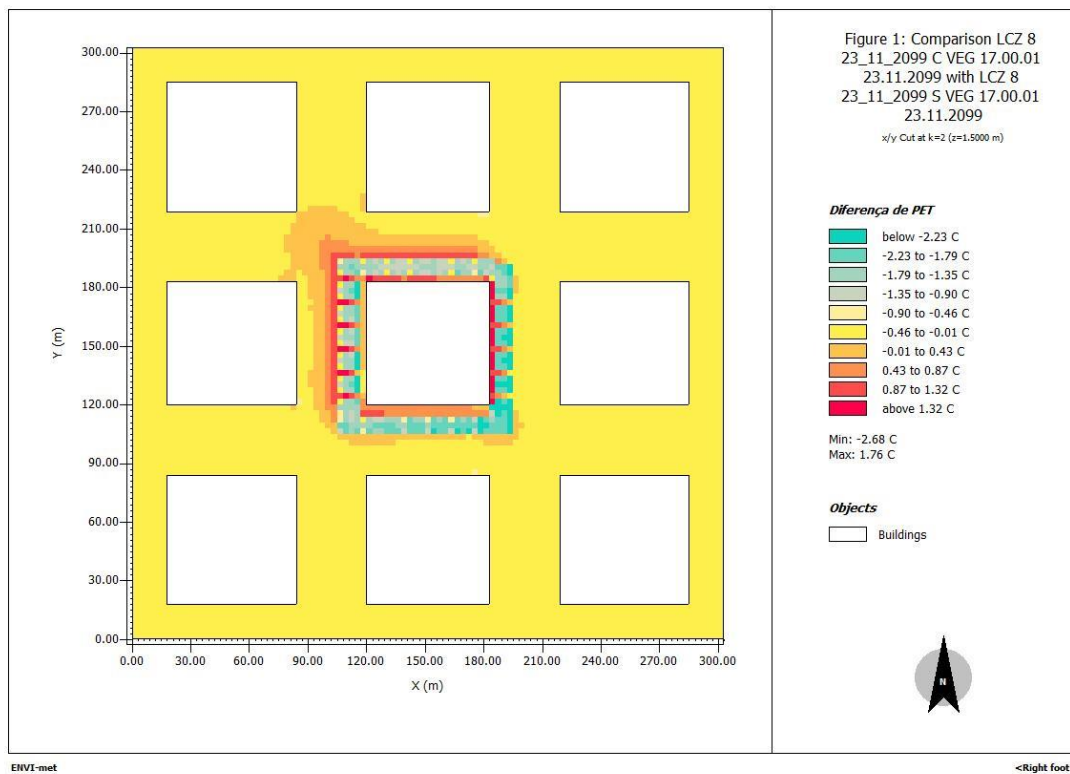 300.00
270.00
240.00
210.00
180.00
150.00
120.00
90.00
60.00
30.00
0.00
Y (m)
0.00 30.00 60.00 90.00 120.00 150.00 180.00 210.00 240.00 270.00 300.00
X (m)
Figure 1: Comparison LCZ 8
23_11_2099 C VEG 17.00.01
23.11.2099 with LCZ 8
23_11_2099 S VEG 17.00.01
23.11.2099
x/y Cut at k=2 (z=1.5000 m)
Diferença de PET
below -2.23 C
-2.23 to -1.79 C
-1.79 to -1.35 C
-1.35 to -0.90 C
-0.90 to -0.46 C
-0.46 to -0.01 C
-0.01 to 0.43 C
0.43 to 0.87 C
0.87 to 1.32 C
above 1.32 C
Min: -2.68 C
Max: 1.76 C
Objects
Buildings
N
ENVI-met
<Right foot